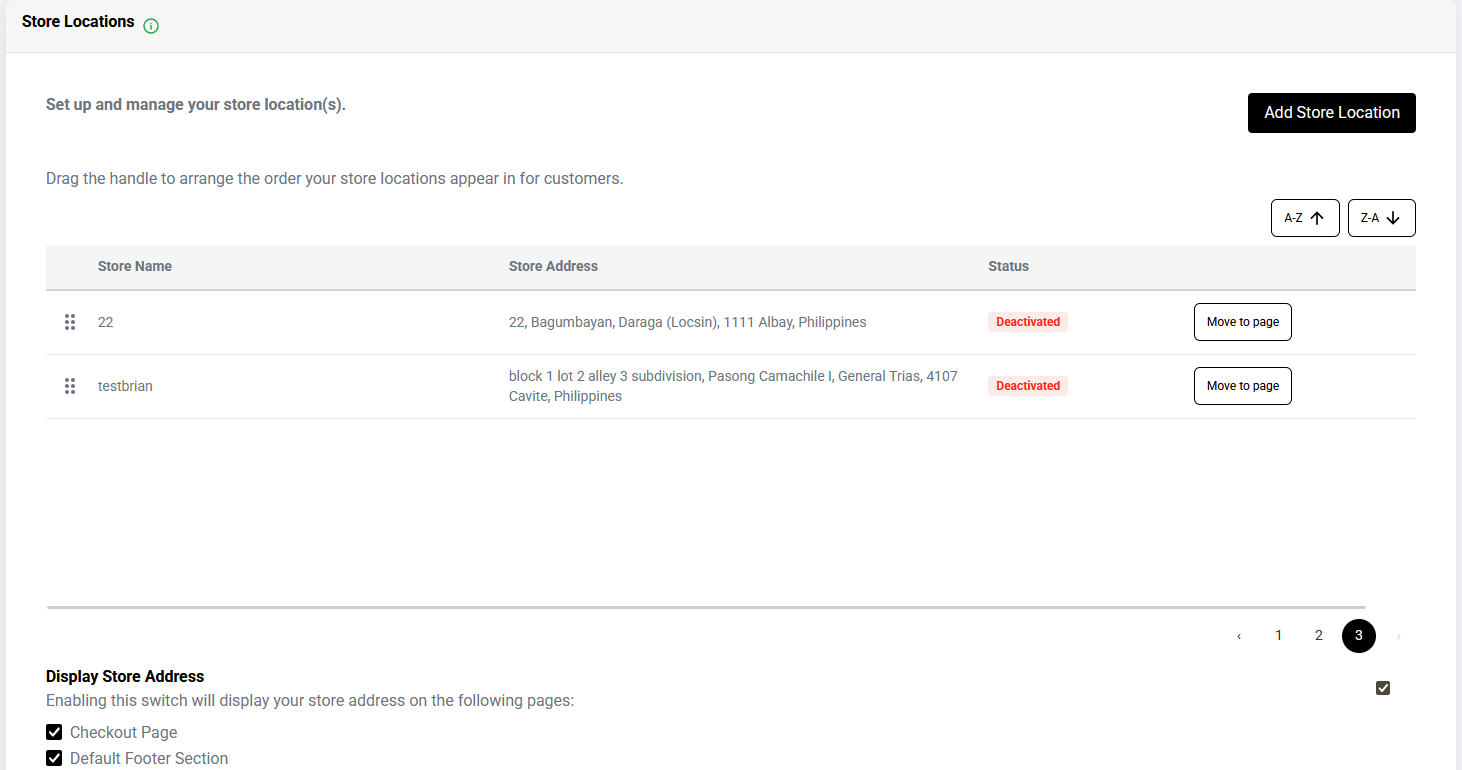 Store Locations
Set up and manage your store location(s).
Add Store Location
Drag the handle to arrange the order your store locations appear in for customers.
A-Z
Z-A
Store Name Store Address Status
22 22, Bagumbayan, Daraga (Locsin), 1111 Albay, Philippines Deactivated Move to page
testbrian block 1 lot 2 alley 3 subdivision, Pasong Camachile I, General Trias, 4107 Deactivated Move to page
Cavite, Philippines
‹ 1 2 3 ›
Display Store Address
Enabling this switch will display your store address on the following pages:
Checkout Page
Default Footer Section